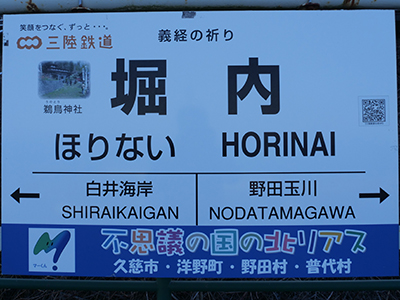 笑顔をつなぐ、ずっと・・・。
三陸鉄道
義経の祈り
鵜鳥神社
堀内
ほりない HORINAI
白井海岸 野田玉川
SHIRAIKAIGAN NODATAMAGAWA
不思議の国の北リアス
久慈市・洋野町・野田村・普代村